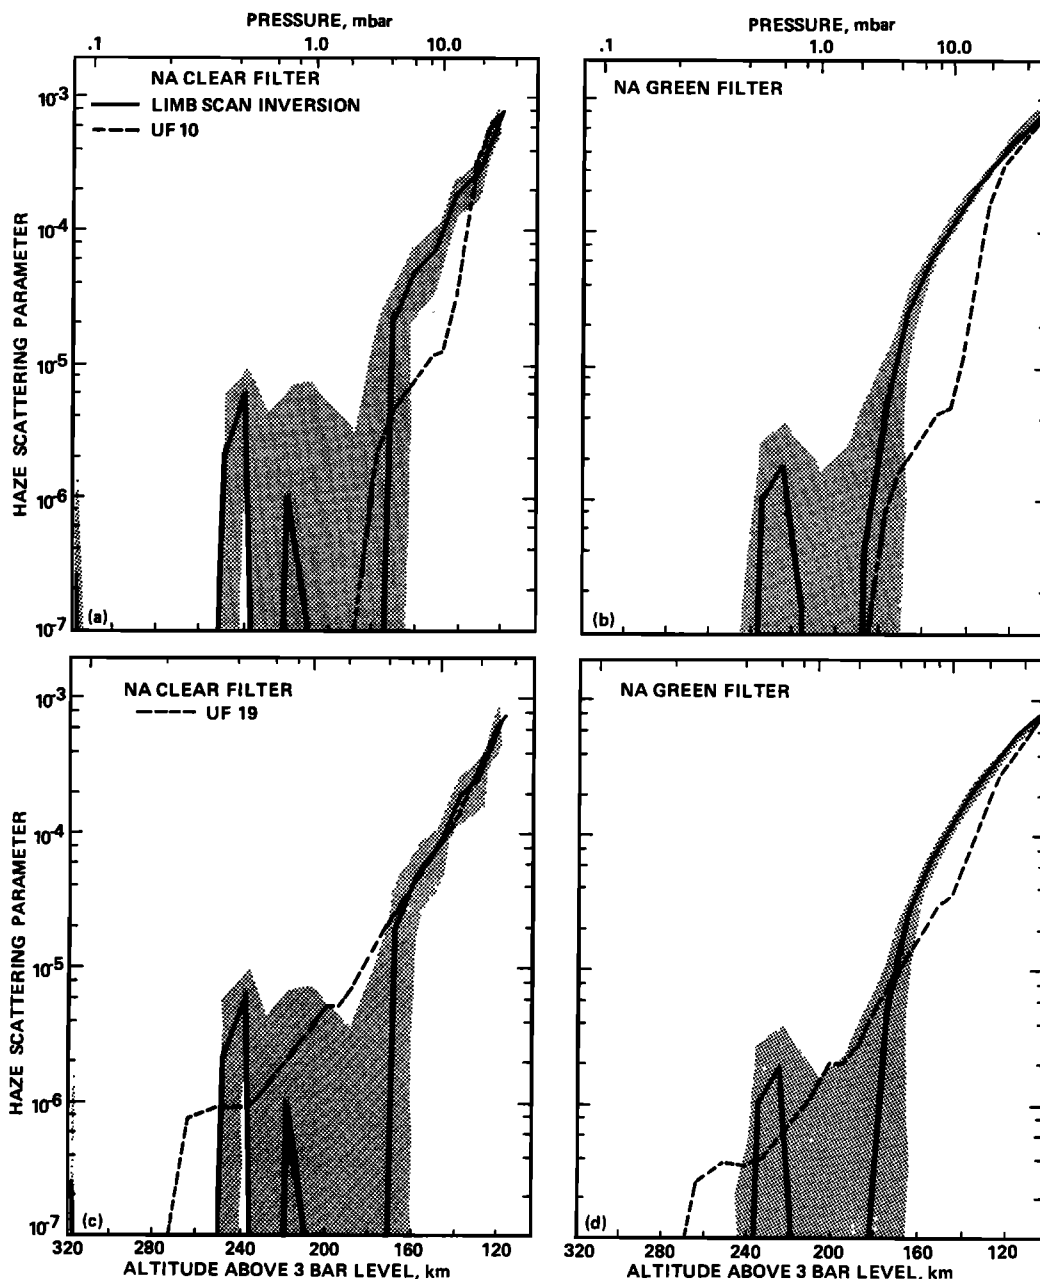 PRESSURE, mbar
PRESSURE, mbar
.1 1.0 10.0
.1 1.0 10.0
NA CLEAR FILTER
LIMB SCAN INVERSION
UF 10
NA GREEN FILTER
10-3
10-4
10-5
10-6
10-7
HAZE SCATTERING PARAMETER
(a)
(b)
NA CLEAR FILTER
UF 19
NA GREEN FILTER
10-3
10-4
10-5
10-6
10-7
HAZE SCATTERING PARAMETER
(c)
(d)
320 280 240 200 160 120
320 280 240 200 160 120
ALTITUDE ABOVE 3 BAR LEVEL, km
ALTITUDE ABOVE 3 BAR LEVEL, km